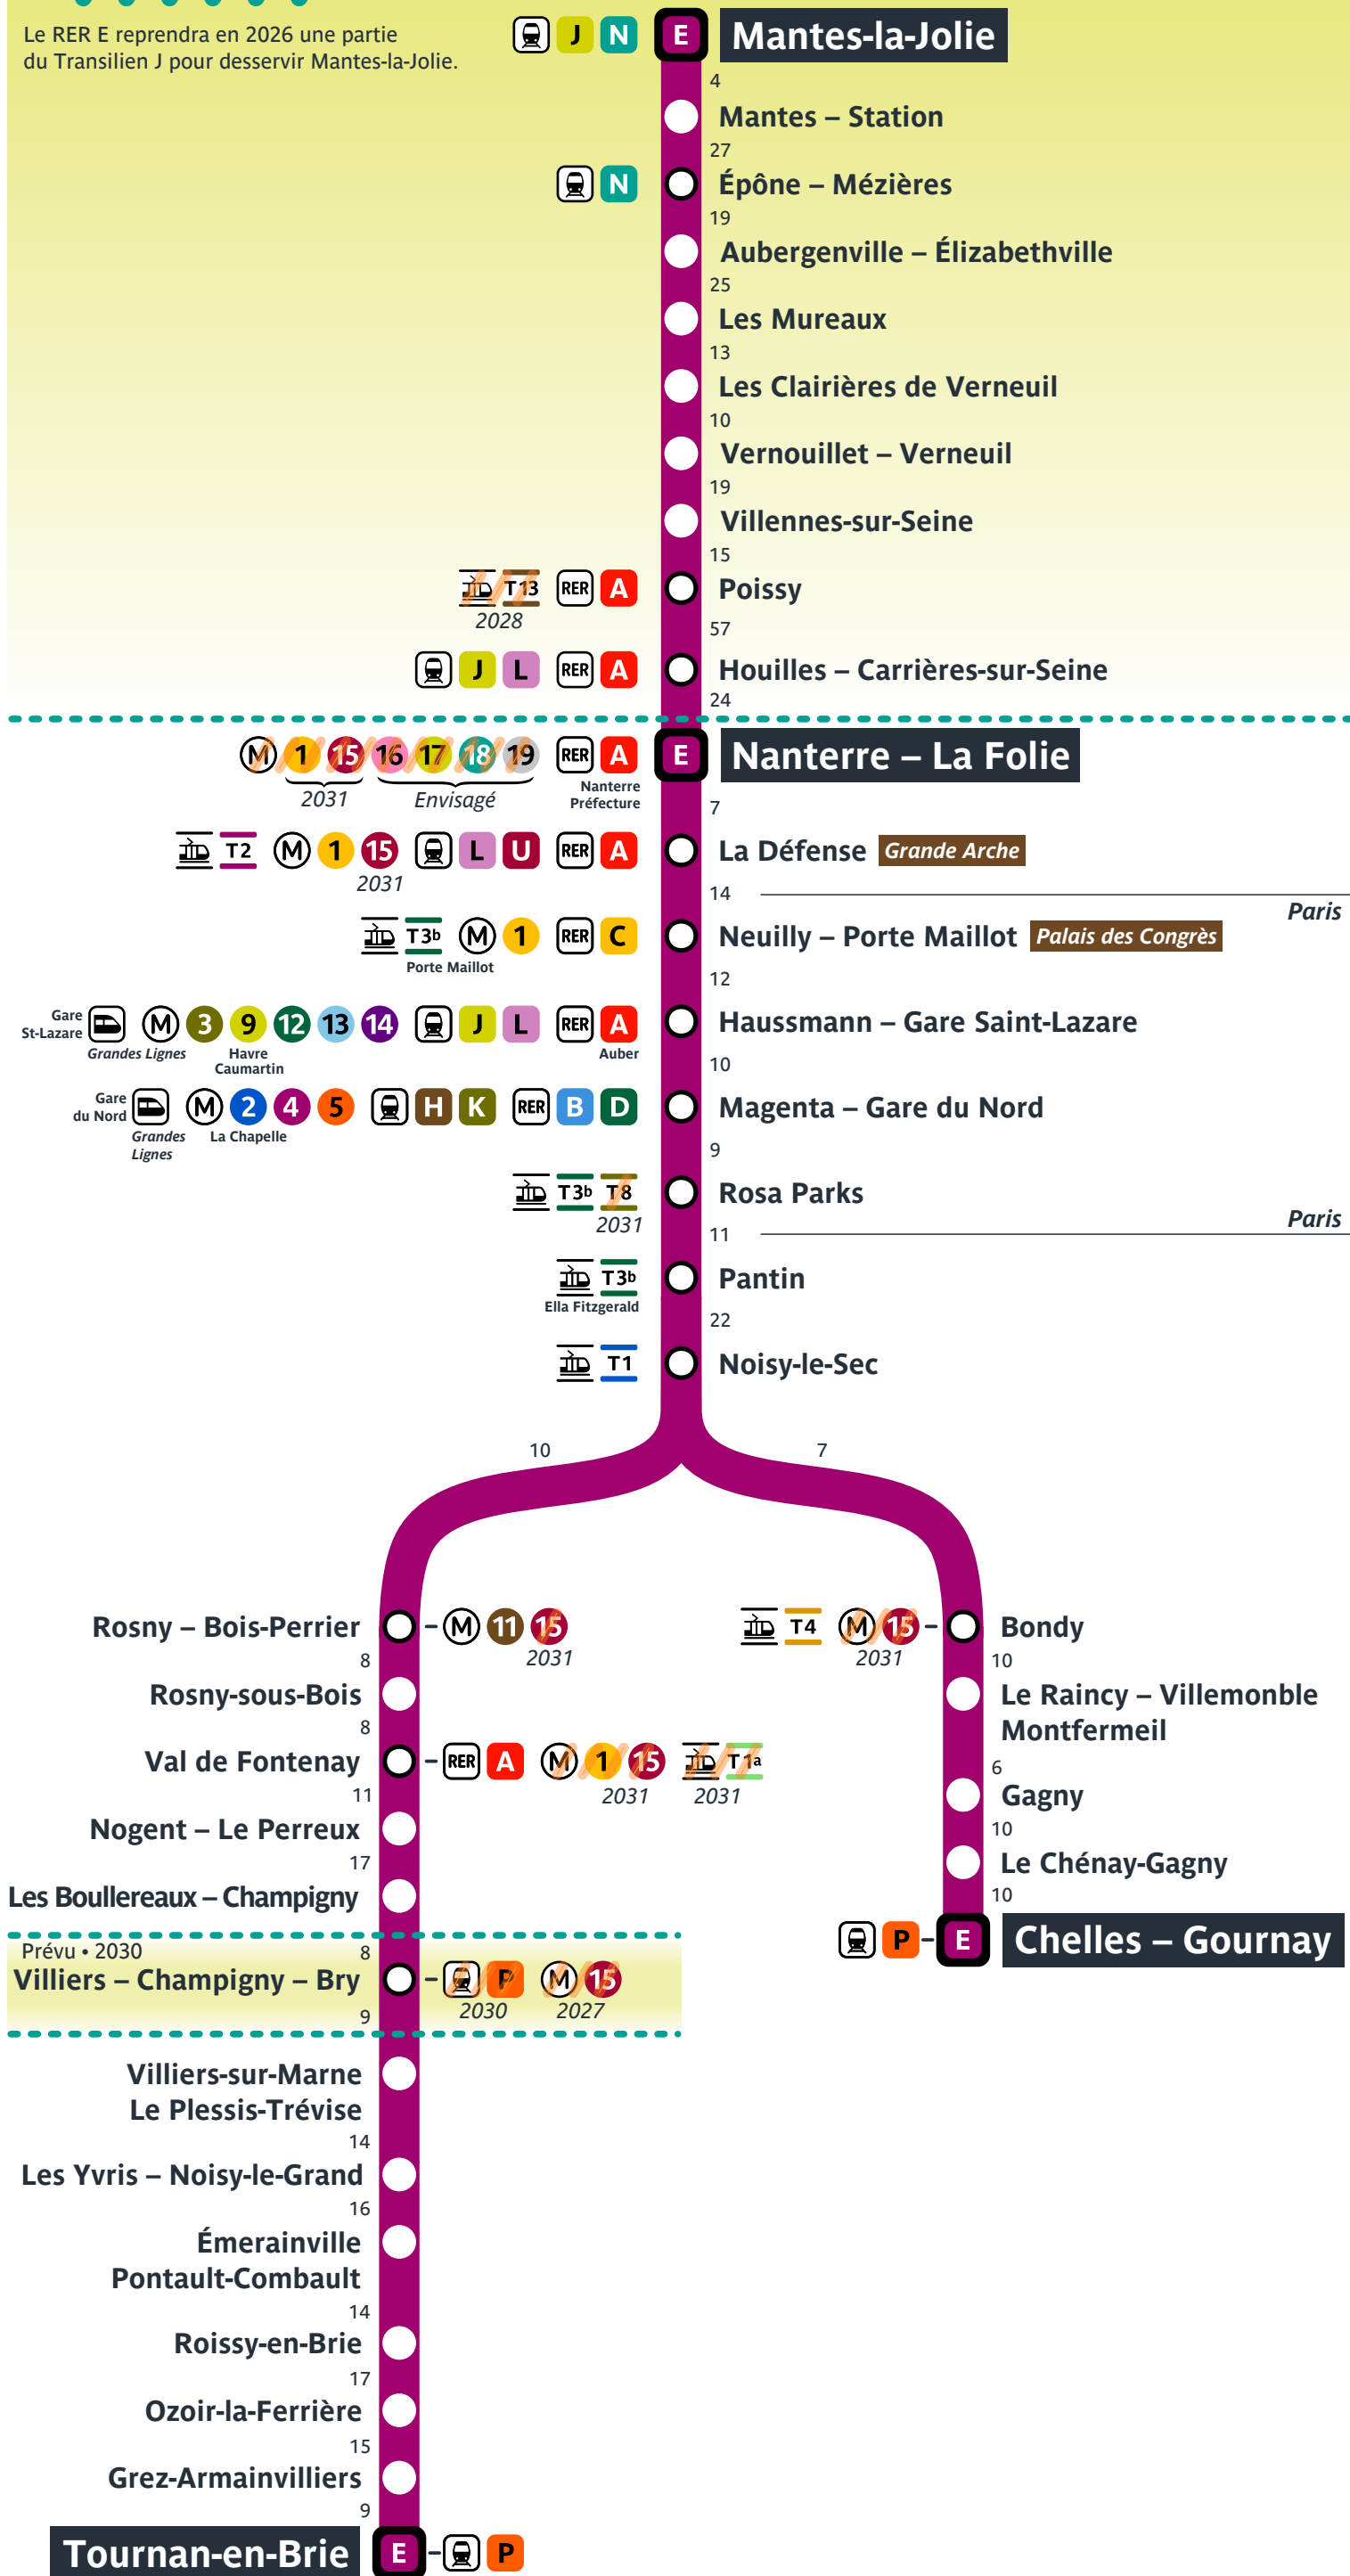 Le RER E reprendra en 2026 une partie
du Transilien J pour desservir Mantes-la-Jolie.
J N E Mantes-la-Jolie
4
Mantes – Station
27
N Épône – Mézières
19
Aubergenville – Élizabethville
25
Les Mureaux
13
Les Clairières de Verneuil
10
Vernouillet – Verneuil
19
Villennes-sur-Seine
15
T13 RER A Poissy
2028
57
J L RER A Houilles – Carrières-sur-Seine
24
M 1 15 16 17 18 19 RER A E Nanterre – La Folie
2031 Envisagé Nanterre
Préfecture
7
T2 M 1 15 L U RER A La Défense Grande Arche
2031
14
Paris
T3b M 1 RER C Neuilly – Porte Maillot Palais des Congrès
Porte Maillot
12
Gare
St-Lazare M 3 9 12 13 14 J L RER A Haussmann – Gare Saint-Lazare
Grandes Lignes Havre
Caumartin Auber
10
Gare
du Nord M 2 4 5 H K RER B D Magenta – Gare du Nord
Grandes
Lignes La Chapelle
9
T3b T8 Rosa Parks
2031
Paris
11
T3b Pantin
Ella Fitzgerald
22
T1 Noisy-le-Sec
10 7
Rosny – Bois-Perrier M 11 15
2031
8
Rosny-sous-Bois
8
Val de Fontenay RER A M 1 15 T1a
2031 2031
11
Nogent – Le Perreux
17
Les Boullereaux – Champigny
Prévu • 2030
8
Villiers – Champigny – Bry P M 15
2030 2027
9
Villiers-sur-Marne
Le Plessis-Trévise
14
Les Yvris – Noisy-le-Grand
16
Émerainville
Pontault-Combault
14
Roissy-en-Brie
17
Ozoir-la-Ferrière
15
Grez-Armainvilliers
9
Tournan-en-Brie E P
T4 M 15 Bondy
2031
10
Le Raincy – Villemonble
Montfermeil
6
Gagny
10
Le Chénay-Gagny
10
P E Chelles – Gournay